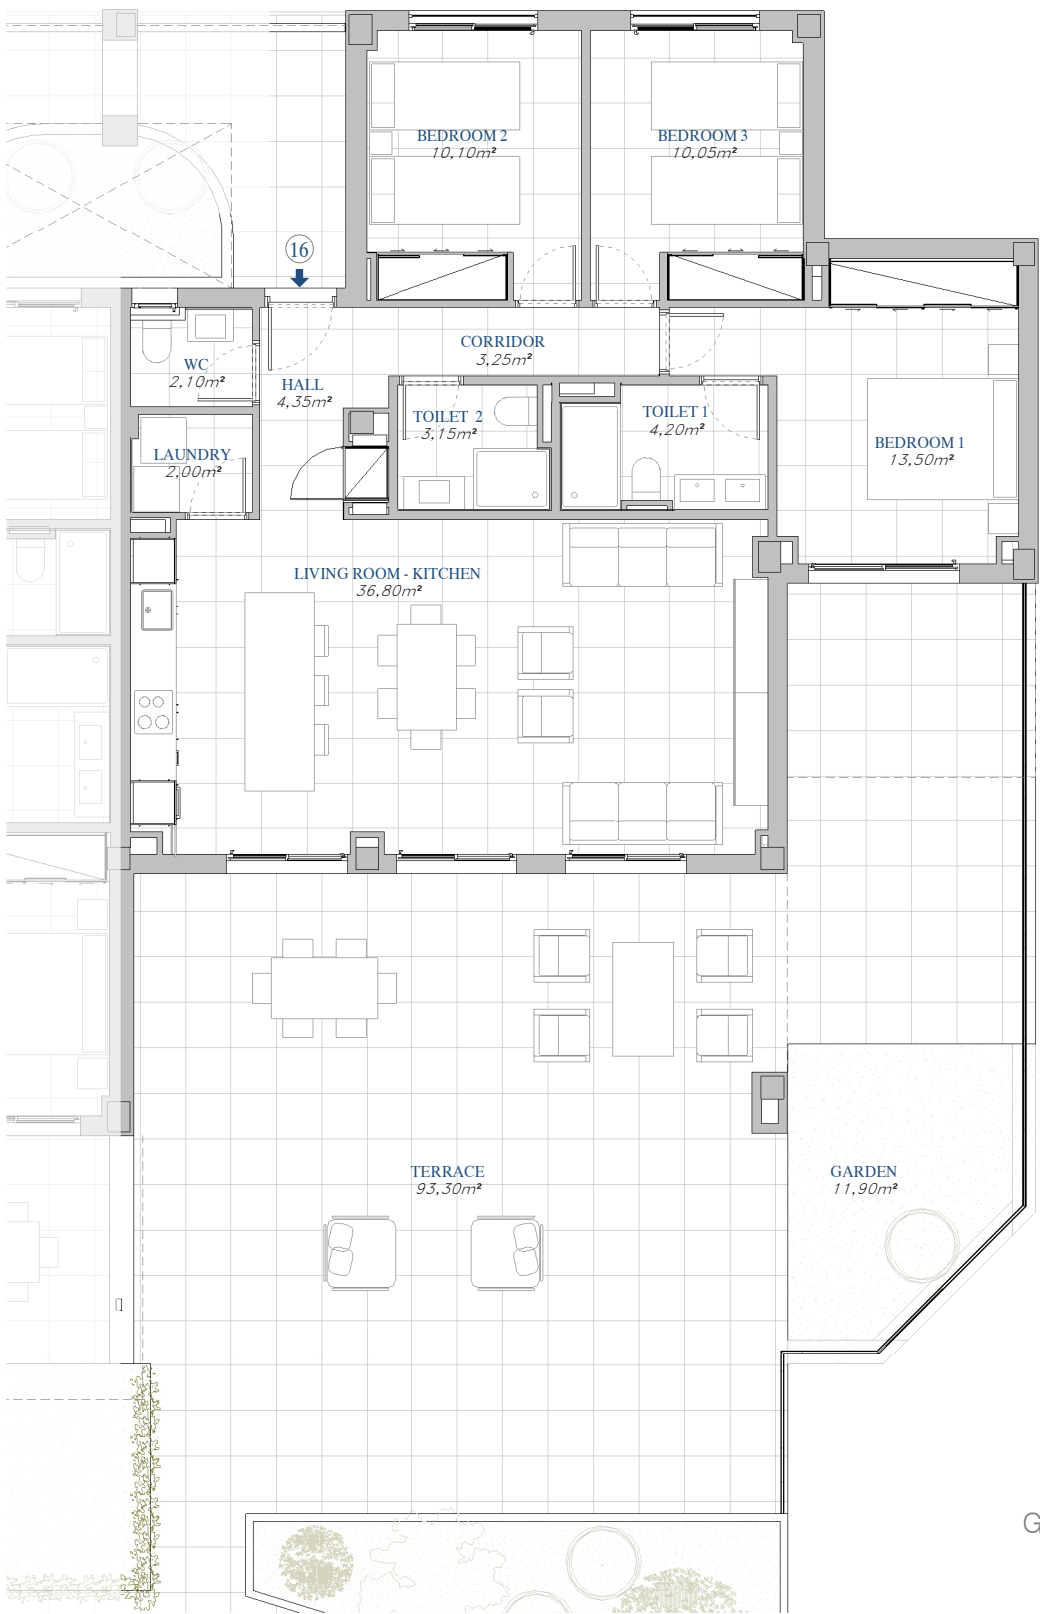 BEDROOM 2
10,10m²
BEDROOM 3
10,05m²
16
CORRIDOR
3,25m²
WC
2,10m²
HALL
4,35m²
TOILET 2
3,15m²
TOILET 1
4,20m²
BEDROOM 1
13,50m²
LAUNDRY
2,00m²
LIVING ROOM - KITCHEN
36,80m²
TERRACE
93,30m²
GARDEN
11,90m²
G